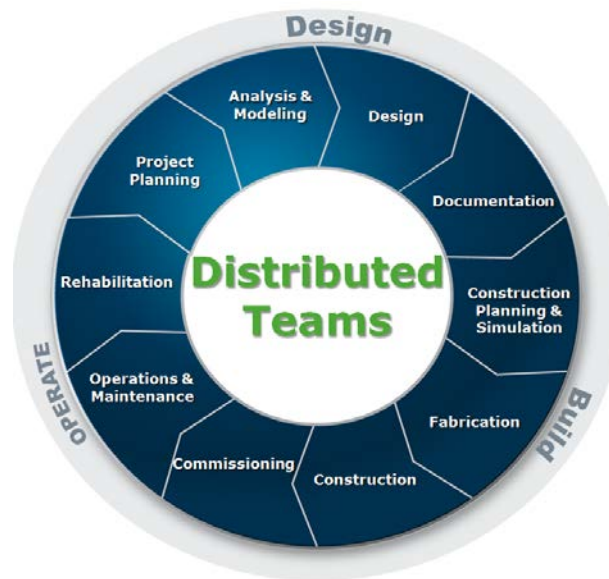 Design
Analysis &
Modeling
Design
Documentation
Construction
Planning &
Simulation
Fabrication
Construction
Commissioning
Operations &
Maintenance
Rehabilitation
Project
Planning
Distributed
Teams
Build
OPERATE